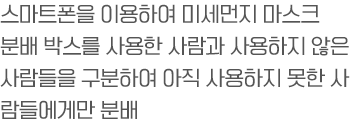 스마트폰을 이용하여 미세먼지 마스크
분배 박스를 사용한 사람과 사용하지 않은
사람들을 구분하여 아직 사용하지 못한 사
람들에게만 분배